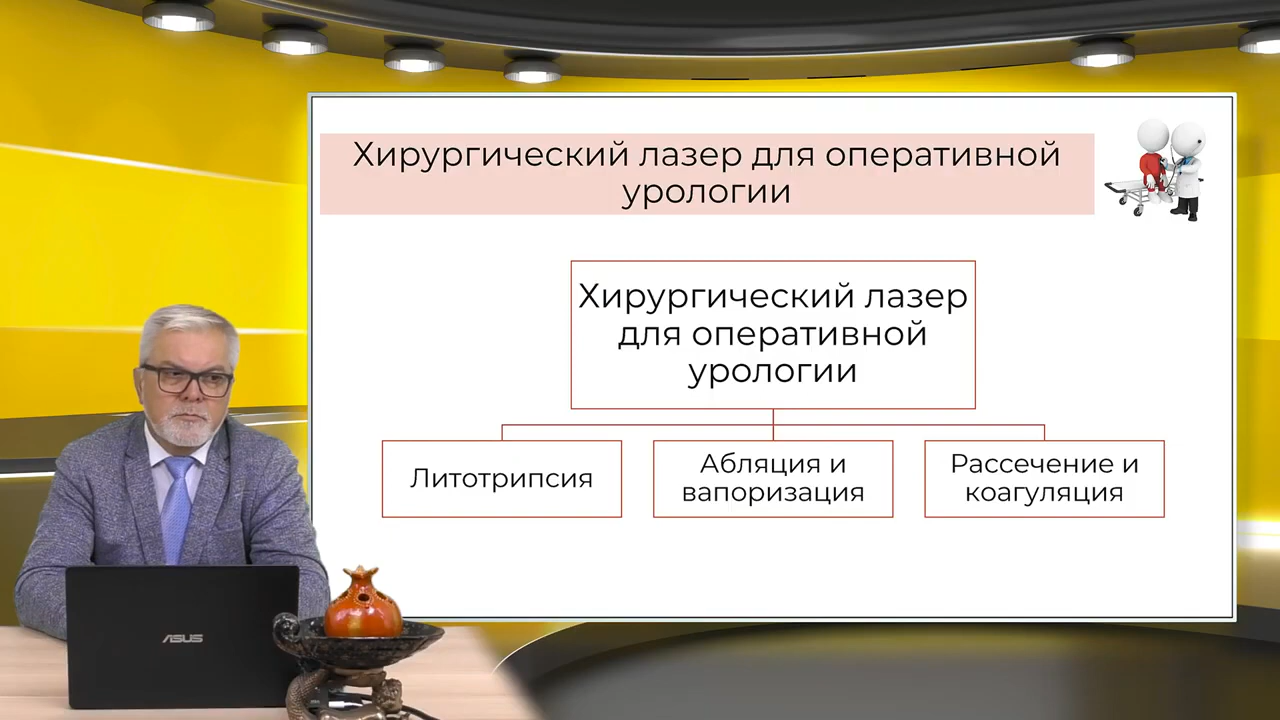 Хирургический лазер для оперативной
урологии
Хирургический лазер
для оперативной
урологии
Литотрипсия
Абляция и
вапоризация
Рассечение и
коагуляция
ASUS